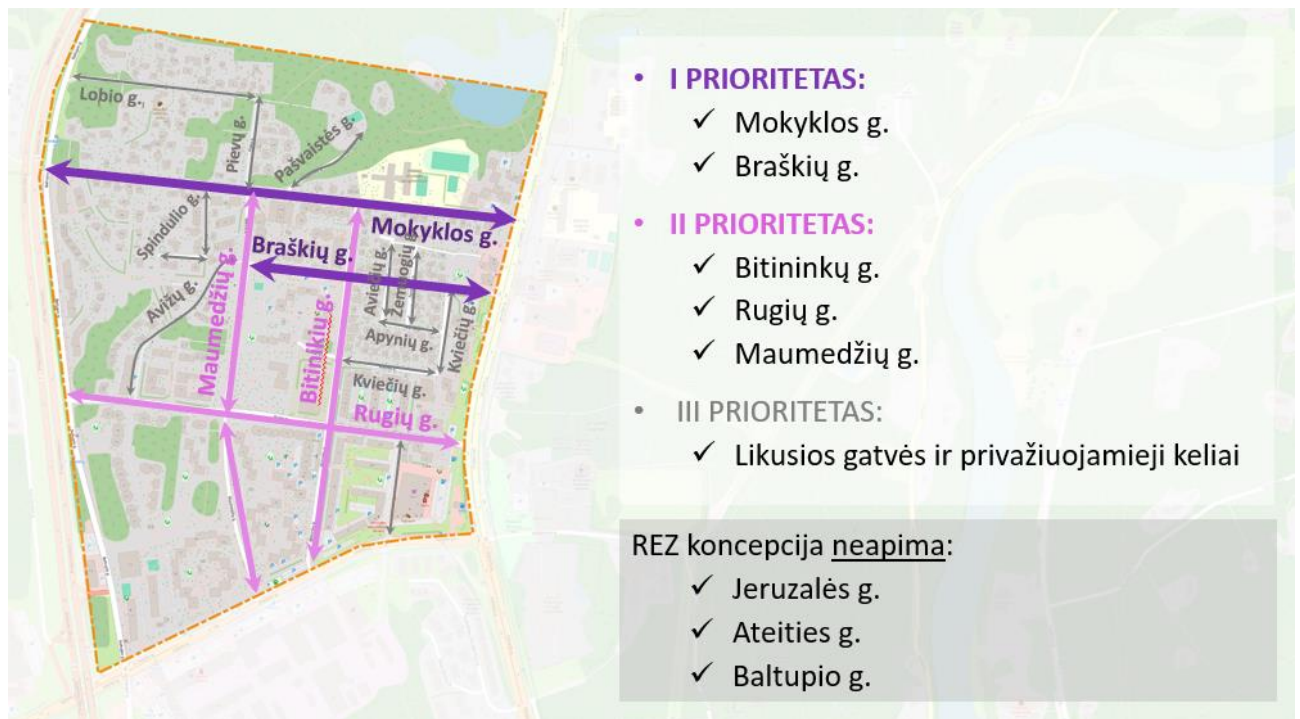 Lobio g.
Pievų g.
Pašvaistės g.
Mokyklos g.
Spindulio g.
Braškių g.
Maumedžių g.
Avižų g.
Bitinikių g.
Aviečių g.
Žemuogių g.
Apynių g.
Kviečių g.
Kviečių g.
Rugių g.
• I PRIORITETAS:
✓ Mokyklos g.
✓ Braškių g.
• II PRIORITETAS:
✓ Bitininkų g.
✓ Rugių g.
✓ Maumedžių g.
• III PRIORITETAS:
✓ Likusios gatvės ir privažiuojamieji keliai
REZ koncepcija neapima:
✓ Jeruzalės g.
✓ Ateities g.
✓ Baltupio g.